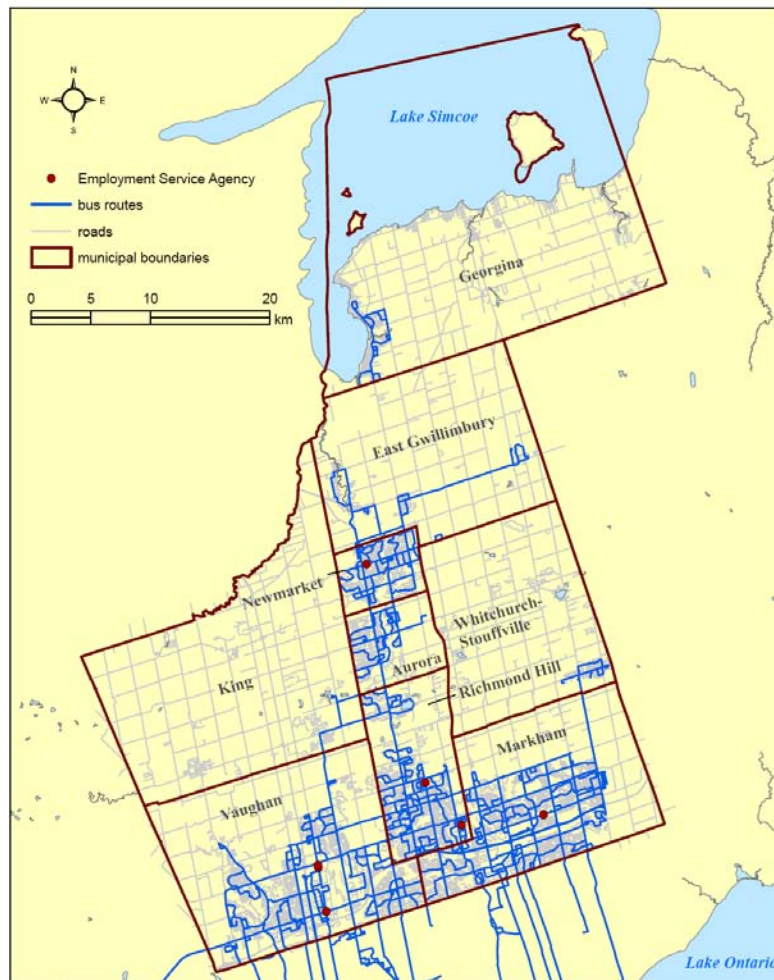 N
W E
S
Lake Simcoe
Employment Service Agency
bus routes
roads
municipal boundaries
0 5 10 20
km
Georgina
East Gwillimbury
Newmarket
Whitchurch-
Stouffville
Aurora
King
Richmond Hill
Markham
Vaughan
Lake Ontario